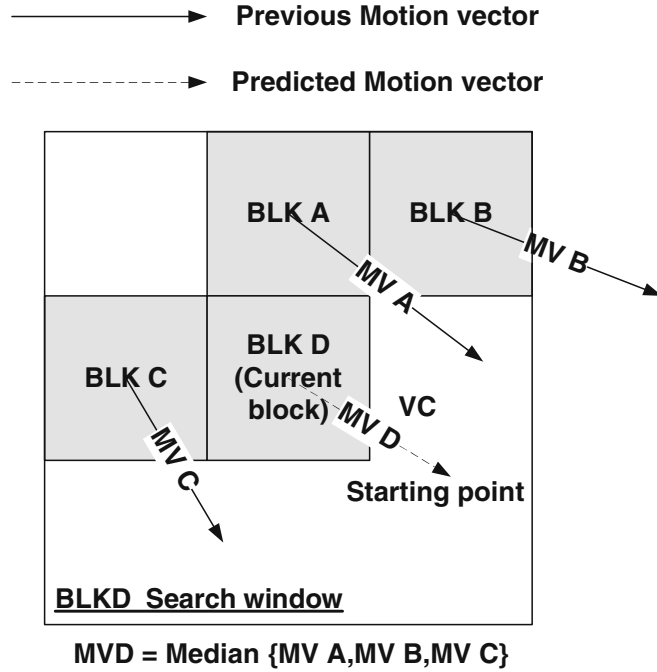 Previous Motion vector
Predicted Motion vector
BLK A
BLK B
MV B
MV A
BLK C
BLK D
(Current
block)
VC
MV D
MV C
Starting point
BLKD Search window
MVD = Median {MV A,MV B,MV C}